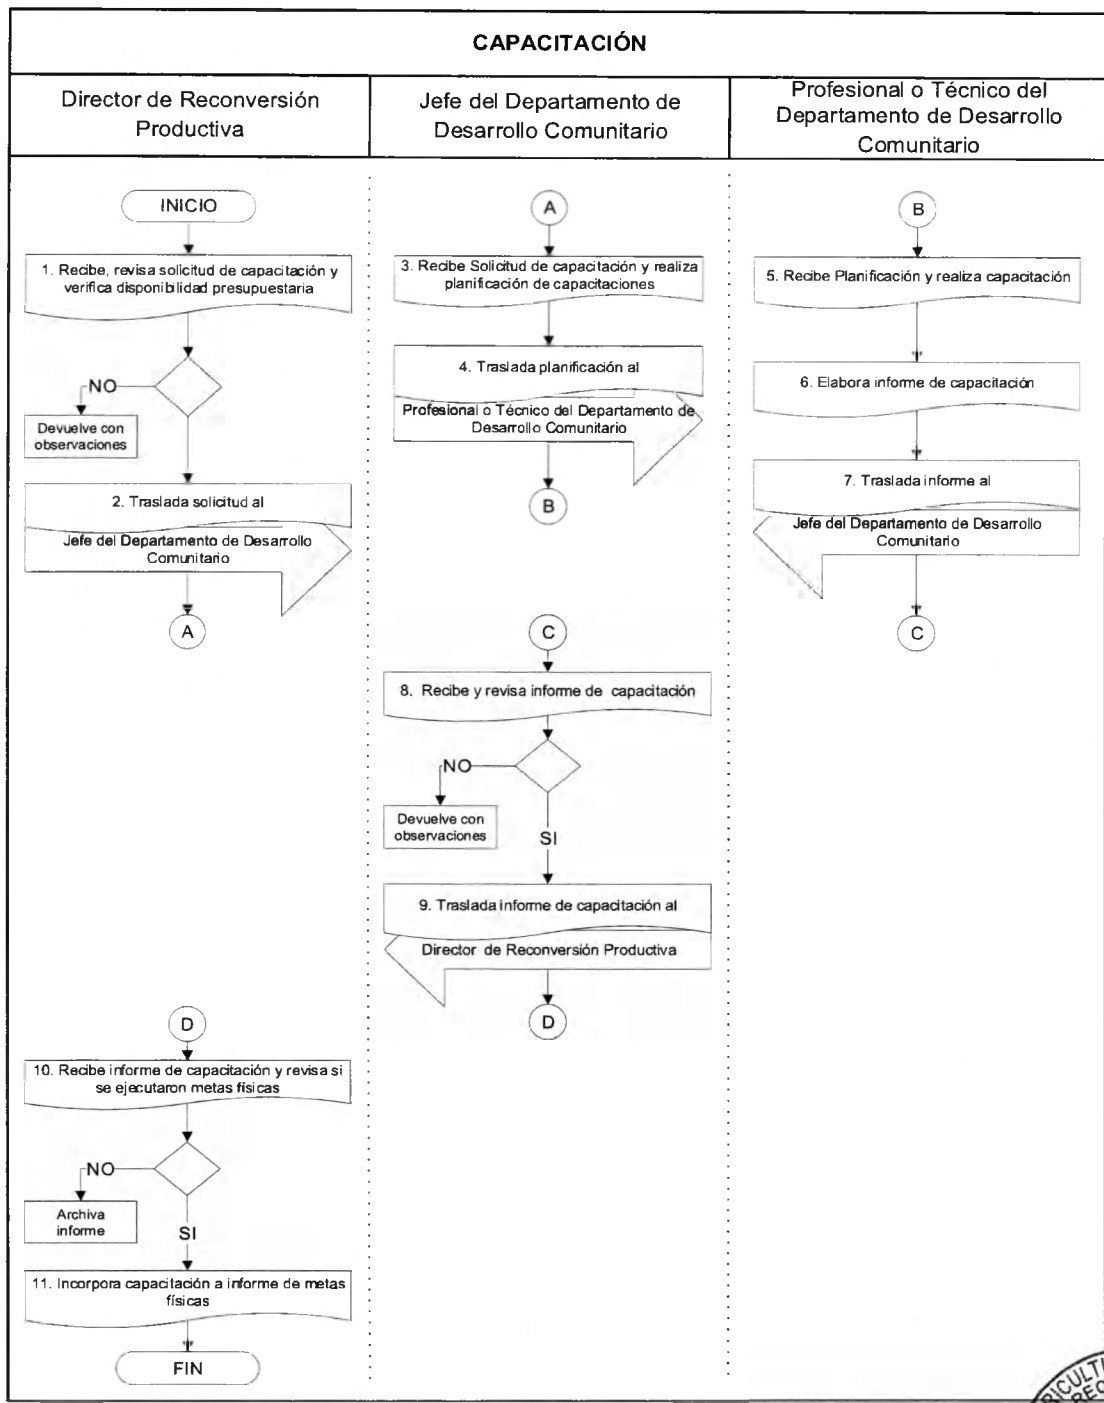 CAPACITACIÓN
Director de Reconversión
Productiva
Jefe del Departamento de
Desarrollo Comunitario
Profesional o Técnico del
Departamento de Desarrollo
Comunitario
INICIO
1. Recibe, revisa solicitud de capacitación y
verifica disponibilidad presupuestaria
NO
Devuelve con
observaciones
2. Traslada solicitud al
Jefe del Departamento de Desarrollo
Comunitario
A
A
3. Recibe Solicitud de capacitación y realiza
planificación de capacitaciones
4. Traslada planificación al
Profesional o Técnico del Departamento de
Desarrollo Comunitario
B
B
5. Recibe Planificación y realiza capacitación
6. Elabora informe de capacitación
7. Traslada informe al
Jefe del Departamento de Desarrollo
Comunitario
C
C
8. Recibe y revisa informe de capacitación
NO
Devuelve con
observaciones
SI
9. Traslada informe de capacitación al
Director de Reconversión Productiva
D
D
10. Recibe informe de capacitación y revisa si
se ejecutaron metas físicas
NO
Archiva
informe
SI
11. Incorpora capacitación a informe de metas
físicas
FIN